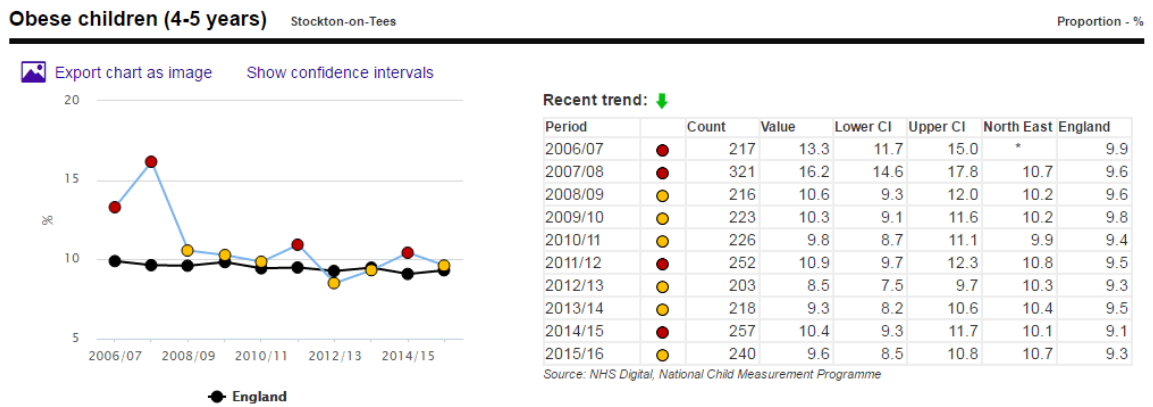 Obese children (4-5 years) Stockton-on-Tees Proportion - %
Export chart as image Show confidence intervals
20
15
%
10
5
2006/07 2008/09 2010/11 2012/13 2014/15
England
Recent trend:
Period Count Value Lower CI Upper CI North East England
2006/07 217 13.3 11.7 15.0 * 9.9
2007/08 321 16.2 14.6 17.8 10.7 9.6
2008/09 216 10.6 9.3 12.0 10.2 9.6
2009/10 223 10.3 9.1 11.6 10.2 9.8
2010/11 226 9.8 8.7 11.1 9.9 9.4
2011/12 252 10.9 9.7 12.3 10.8 9.5
2012/13 203 8.5 7.5 9.7 10.3 9.3
2013/14 218 9.3 8.2 10.6 10.4 9.5
2014/15 257 10.4 9.3 11.7 10.1 9.1
2015/16 240 9.6 8.5 10.8 10.7 9.3
Source: NHS Digital, National Child Measurement Programme